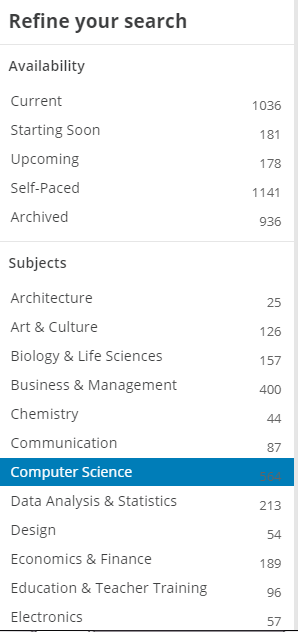 Refine your search
Availability
Current 1036
Starting Soon 181
Upcoming 178
Self-Paced 1141
Archived 936
Subjects
Architecture 25
Art & Culture 126
Biology & Life Sciences 157
Business & Management 400
Chemistry 44
Communication 87
Computer Science
Data Analysis & Statistics 213
Design 54
Economics & Finance 189
Education & Teacher Training 96
Electronics 57